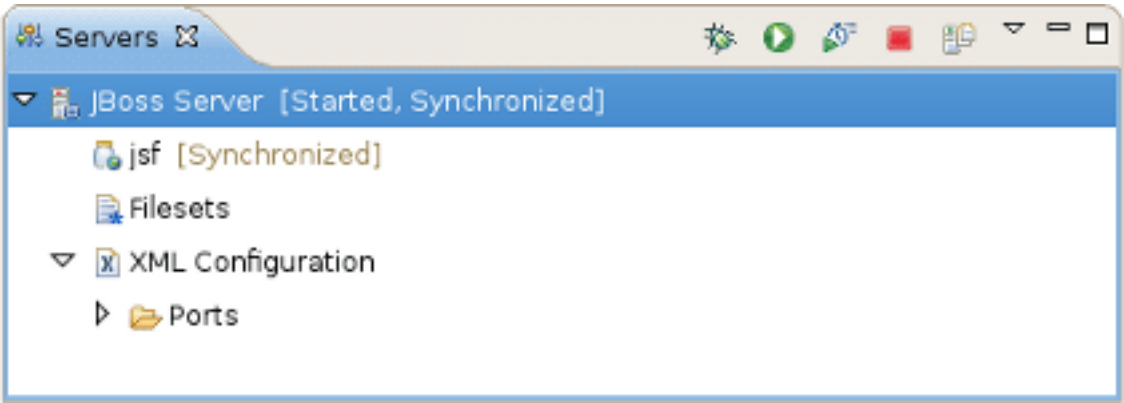 Servers
JBoss Server [Started, Synchronized]
jsf [Synchronized]
Filesets
XML Configuration
Ports